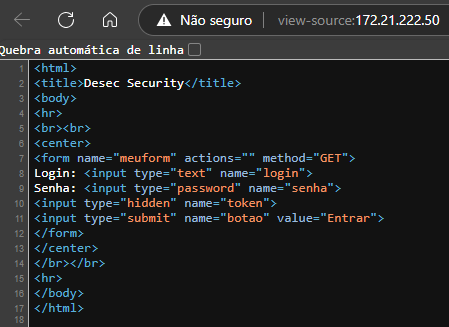 Não seguro | view-source:172.21.222.50
Quebra automática de linha
1 <html>
2 <title>Desec Security</title>
3 <body>
4 <hr>
5 <br><br>
6 <center>
7 <form name="meuform" actions="" method="GET">
8 Login: <input type="text" name="login">
9 Senha: <input type="password" name="senha">
10 <input type="hidden" name="token">
11 <input type="submit" name="botao" value="Entrar">
12 </form>
13 </center>
14 </br></br>
15 <hr>
16 </body>
17 </html>
18